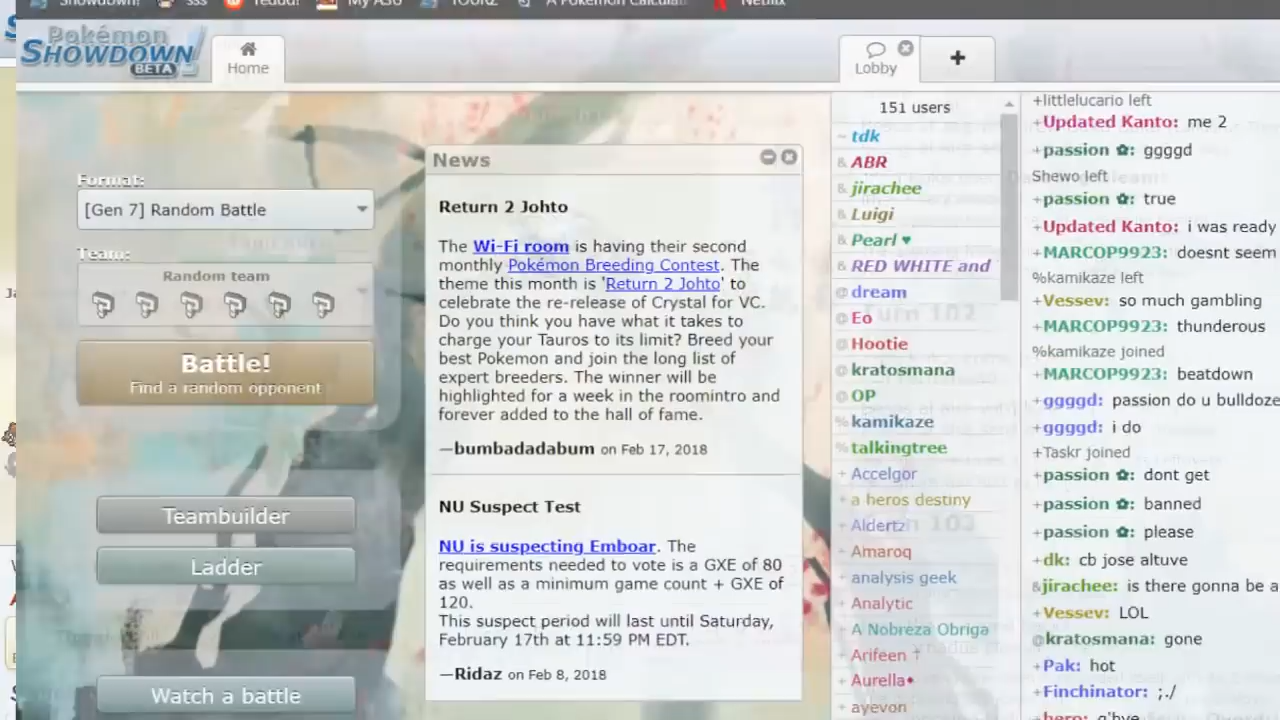 Showdown!
sss
My ASU
A Pokemon Calculat
Netflix
Pokémon
SHOWDOWN!
BETA
Home
Lobby
Format:
[Gen 7] Random Battle
Team:
Random team
Battle!
Find a random opponent
Teambuilder
Ladder
Watch a battle
News
Return 2 Johto
The Wi-Fi room is having their second
monthly Pokémon Breeding Contest. The
theme this month is 'Return 2 Johto' to
celebrate the re-release of Crystal for VC.
Do you think you have what it takes to
charge your Tauros to its limit? Breed your
best Pokemon and join the long list of
expert breeders. The winner will be
highlighted for a week in the roomintro and
forever added to the hall of fame.
—bumbadadabum on Feb 17, 2018
NU Suspect Test
NU is suspecting Emboar. The
requirements needed to vote is a GXE of 80
as well as a minimum game count + GXE of
120.
This suspect period will last until Saturday,
February 17th at 11:59 PM EDT.
—Ridaz on Feb 8, 2018
151 users
~ tdk
& ABR
& jirachee
& Luigi
& Pearl ♥
& RED WHITE and
@ dream
@ Eo
@ Hootie
@ kratosmana
@ OP
% kamikaze
% talkingtree
+ Accelgor
+ a heros destiny
+ Aldertz
+ Amaroq
+ analysis geek
+ Analytic
+ A Nobreza Obriga
+ Arifeen †
+ Aurella♦
+ ayevon
+littlelucario left
+Updated Kanto: me 2
+passion ✿: ggggd
Shewo left
+passion ✿: true
+Updated Kanto: i was ready
+MARCOP9923: doesnt seem
%kamikaze left
+Vessev: so much gambling
+MARCOP9923: thunderous
%kamikaze joined
+MARCOP9923: beatdown
+ggggd: passion do u bulldoze
+ggggd: i do
+Taskr joined
+passion ✿: dont get
+passion ✿: banned
+passion ✿: please
+dk: cb jose altuve
&jirachee: is there gonna be a
+Vessev: LOL
@kratosmana: gone
+Pak: hot
+Finchinator: ;./
+hero: g'bye
Turn 102